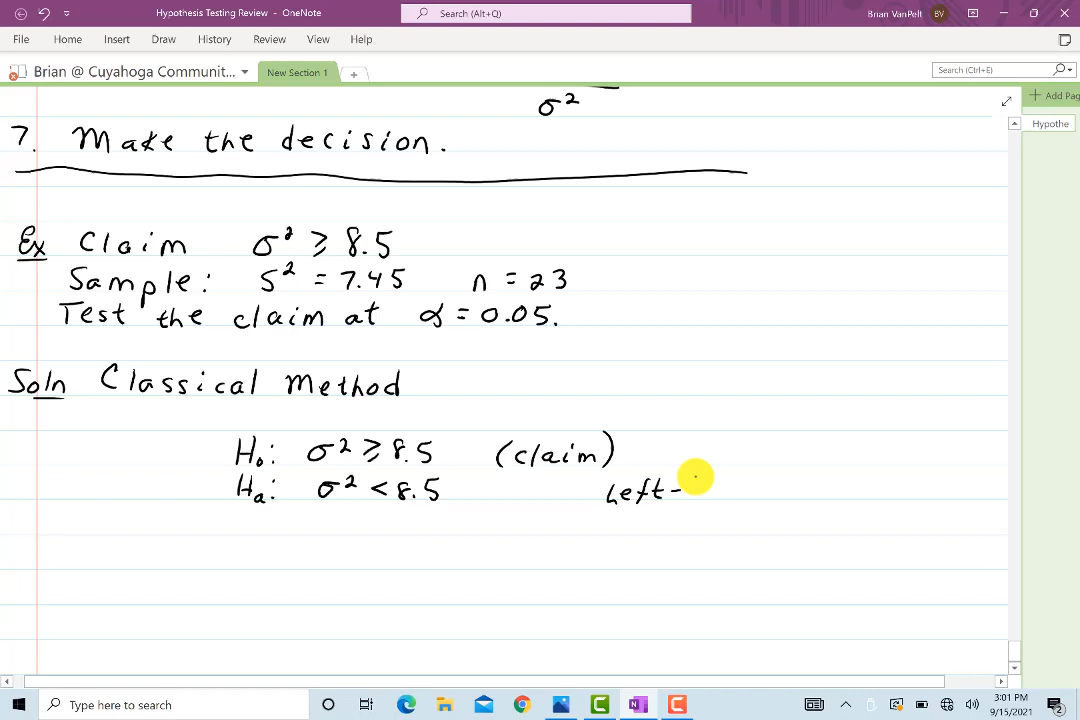 Hypothesis Testing Review - OneNote
Search (Alt+Q)
Brian VanPelt
BV
File Home Insert Draw History Review View Help
Brian @ Cuyahoga Communit...
New Section 1
Search (Ctrl+E)
Add Pag
Hypothe
σ²
7. Make the decision.
Ex Claim σ² ≥ 8.5
Sample: s² = 7.45 n = 23
Test the claim at α = 0.05.
Soln Classical Method
H₀: σ² ≥ 8.5 (claim)
Hₐ: σ² < 8.5 Left-
Type here to search
3:01 PM
9/15/2021
2